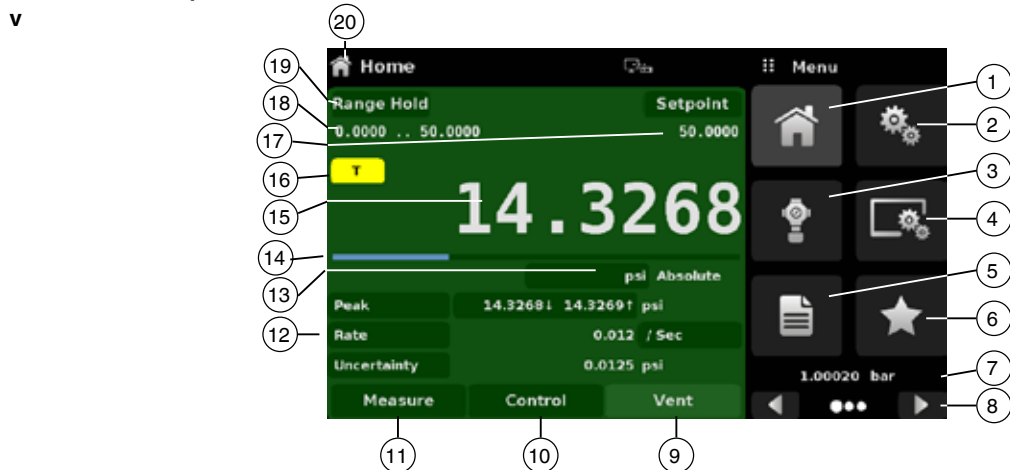 v
20
Home
Menu
19
Range Hold
Setpoint
1
18
0.0000 .. 50.0000
50.0000
2
17
16
T
3
15
14.3268
4
14
13
psi Absolute
5
Peak
14.3268↓ 14.3269↑ psi
6
12
Rate
0.012 / Sec
Uncertainty
0.0125 psi
7
1.00020 bar
Measure
Control
Vent
8
11
10
9